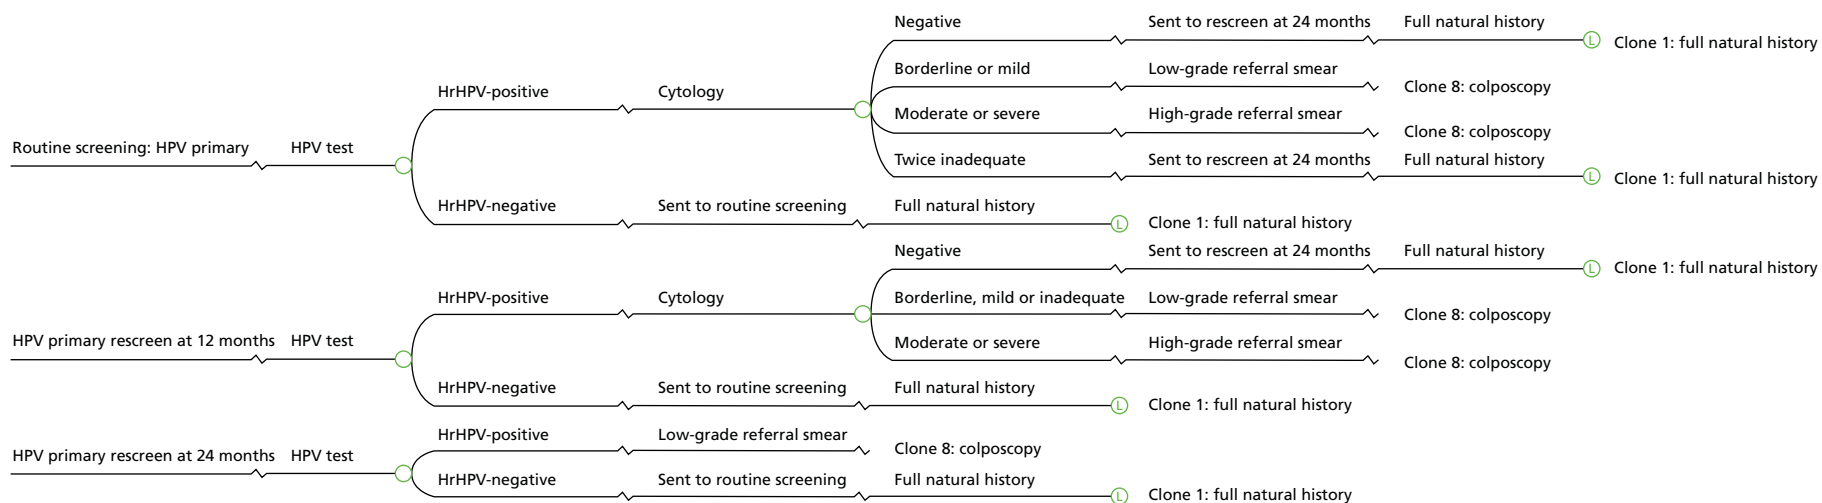 Negative Sent to rescreen at 24 months Full natural history
L Clone 1: full natural history
Borderline or mild Low-grade referral smear
Clone 8: colposcopy
HrHPV-positive Cytology
Moderate or severe High-grade referral smear
Clone 8: colposcopy
Routine screening: HPV primary HPV test
Twice inadequate Sent to rescreen at 24 months Full natural history
L Clone 1: full natural history
HrHPV-negative Sent to routine screening Full natural history
L Clone 1: full natural history
Negative Sent to rescreen at 24 months Full natural history
L Clone 1: full natural history
HrHPV-positive Cytology Borderline, mild or inadequate Low-grade referral smear
Clone 8: colposcopy
HPV primary rescreen at 12 months HPV test
Moderate or severe High-grade referral smear
Clone 8: colposcopy
HrHPV-negative Sent to routine screening Full natural history
L Clone 1: full natural history
HrHPV-positive Low-grade referral smear
Clone 8: colposcopy
HPV primary rescreen at 24 months HPV test
HrHPV-negative Sent to routine screening Full natural history
L Clone 1: full natural history